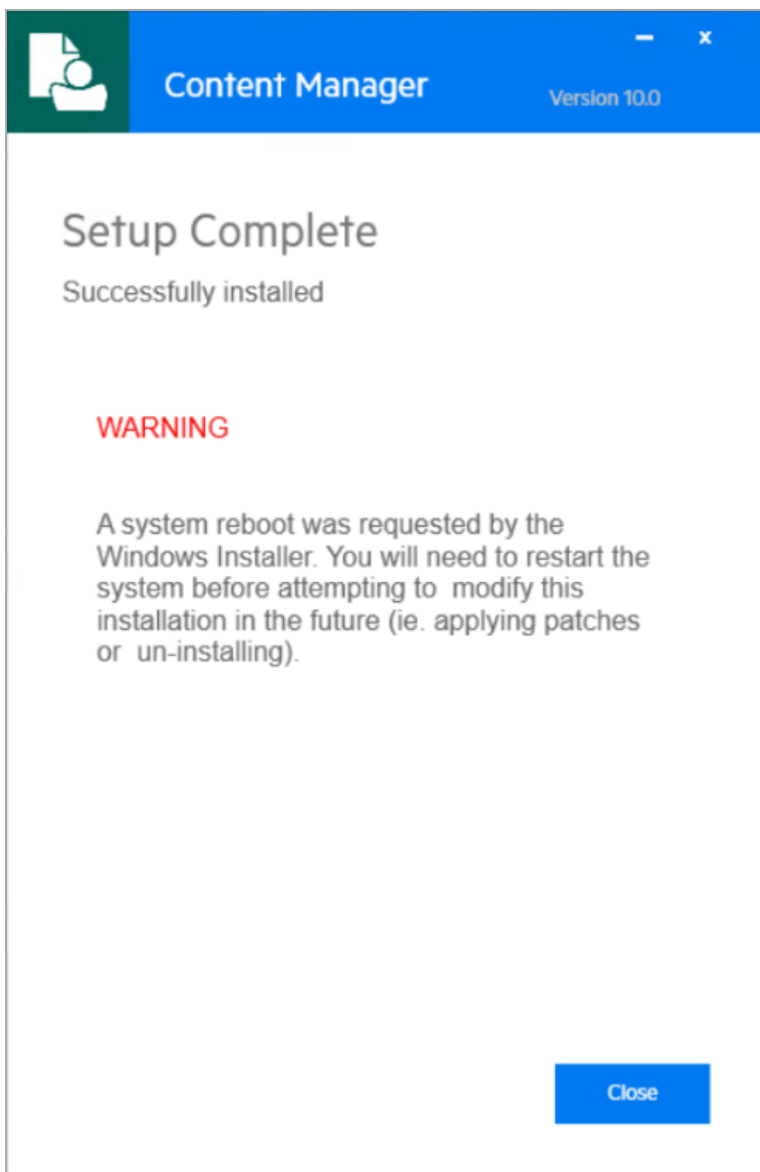 Content Manager
Version 10.0
Setup Complete
Successfully installed
WARNING
A system reboot was requested by the
Windows Installer. You will need to restart the
system before attempting to  modify this
installation in the future (ie. applying patches
or  un-installing).
Close